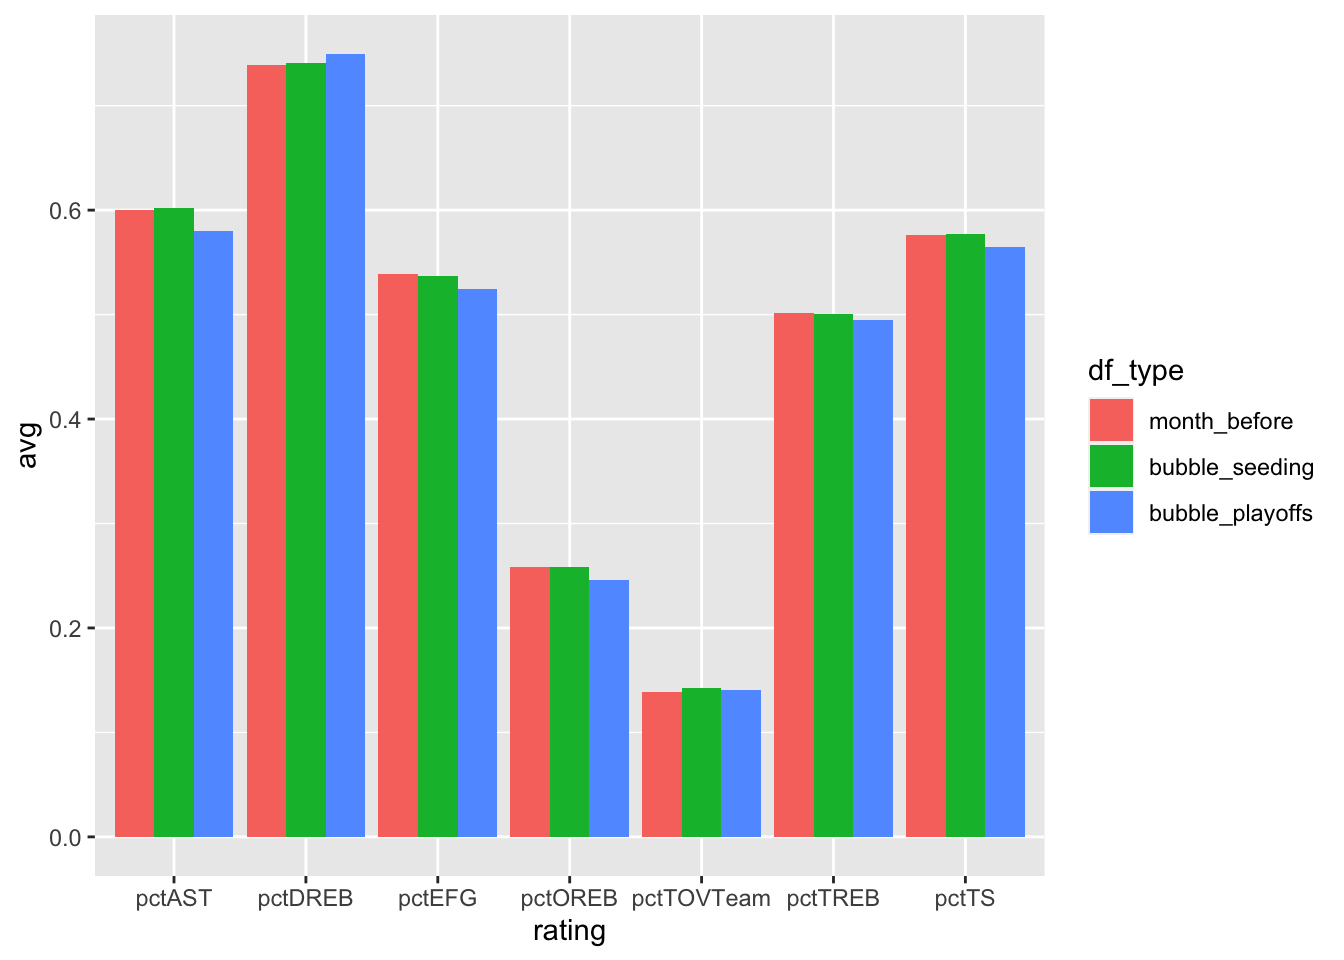 avg
0.6
0.4
0.2
0.0
pctAST pctDREB pctEFG pctOREB pctTOVTeam pctTREB pctTS
rating
df_type
month_before
bubble_seeding
bubble_playoffs